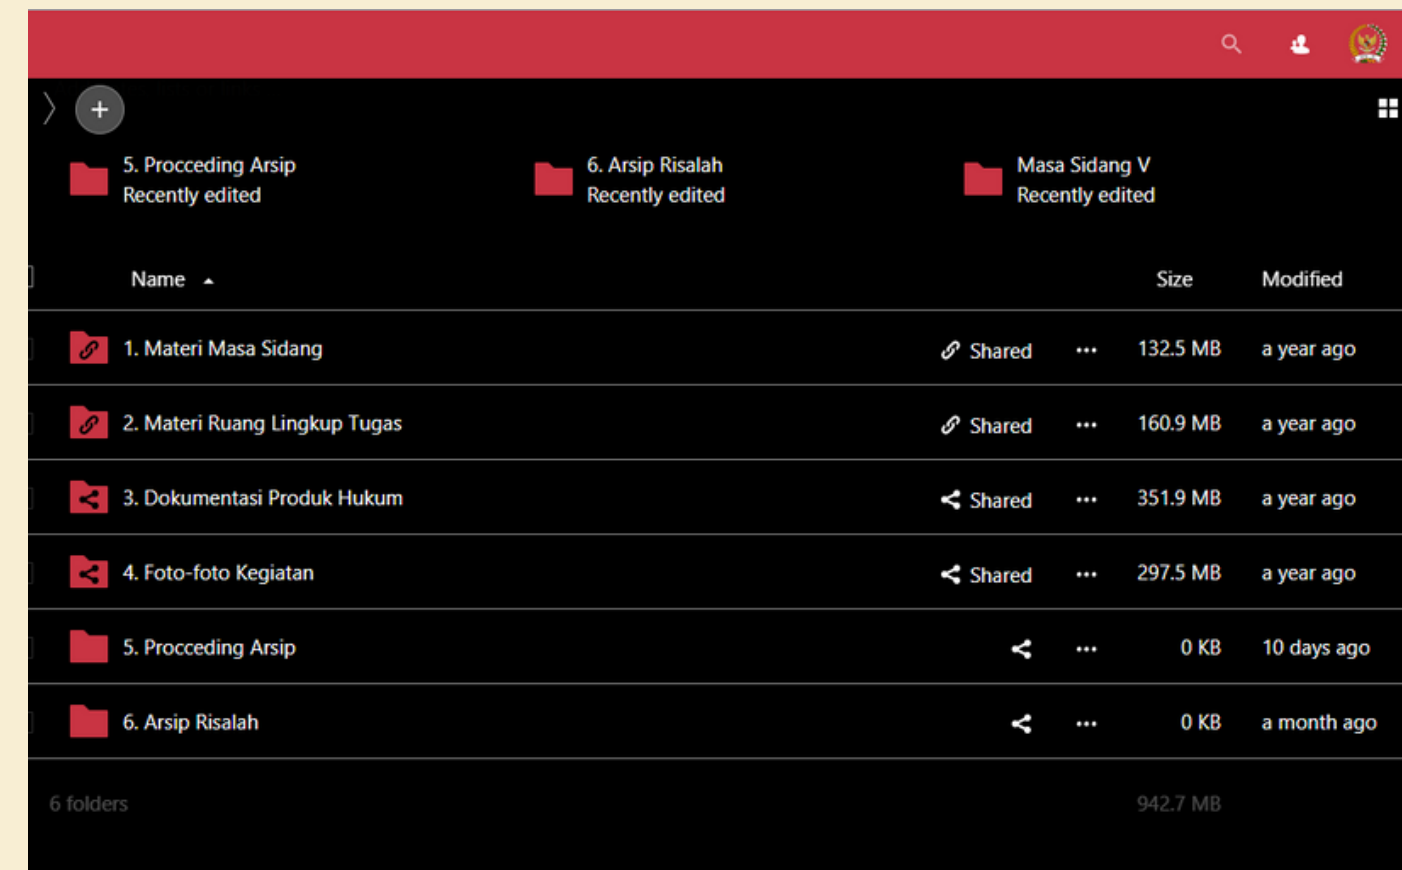 5. Procceding Arsip
Recently edited
6. Arsip Risalah
Recently edited
Masa Sidang V
Recently edited
Name Size Modified
1. Materi Masa Sidang Shared ... 132.5 MB a year ago
2. Materi Ruang Lingkup Tugas Shared ... 160.9 MB a year ago
3. Dokumentasi Produk Hukum Shared ... 351.9 MB a year ago
4. Foto-foto Kegiatan Shared ... 297.5 MB a year ago
5. Procceding Arsip ... 0 KB 10 days ago
6. Arsip Risalah ... 0 KB a month ago
6 folders 942.7 MB